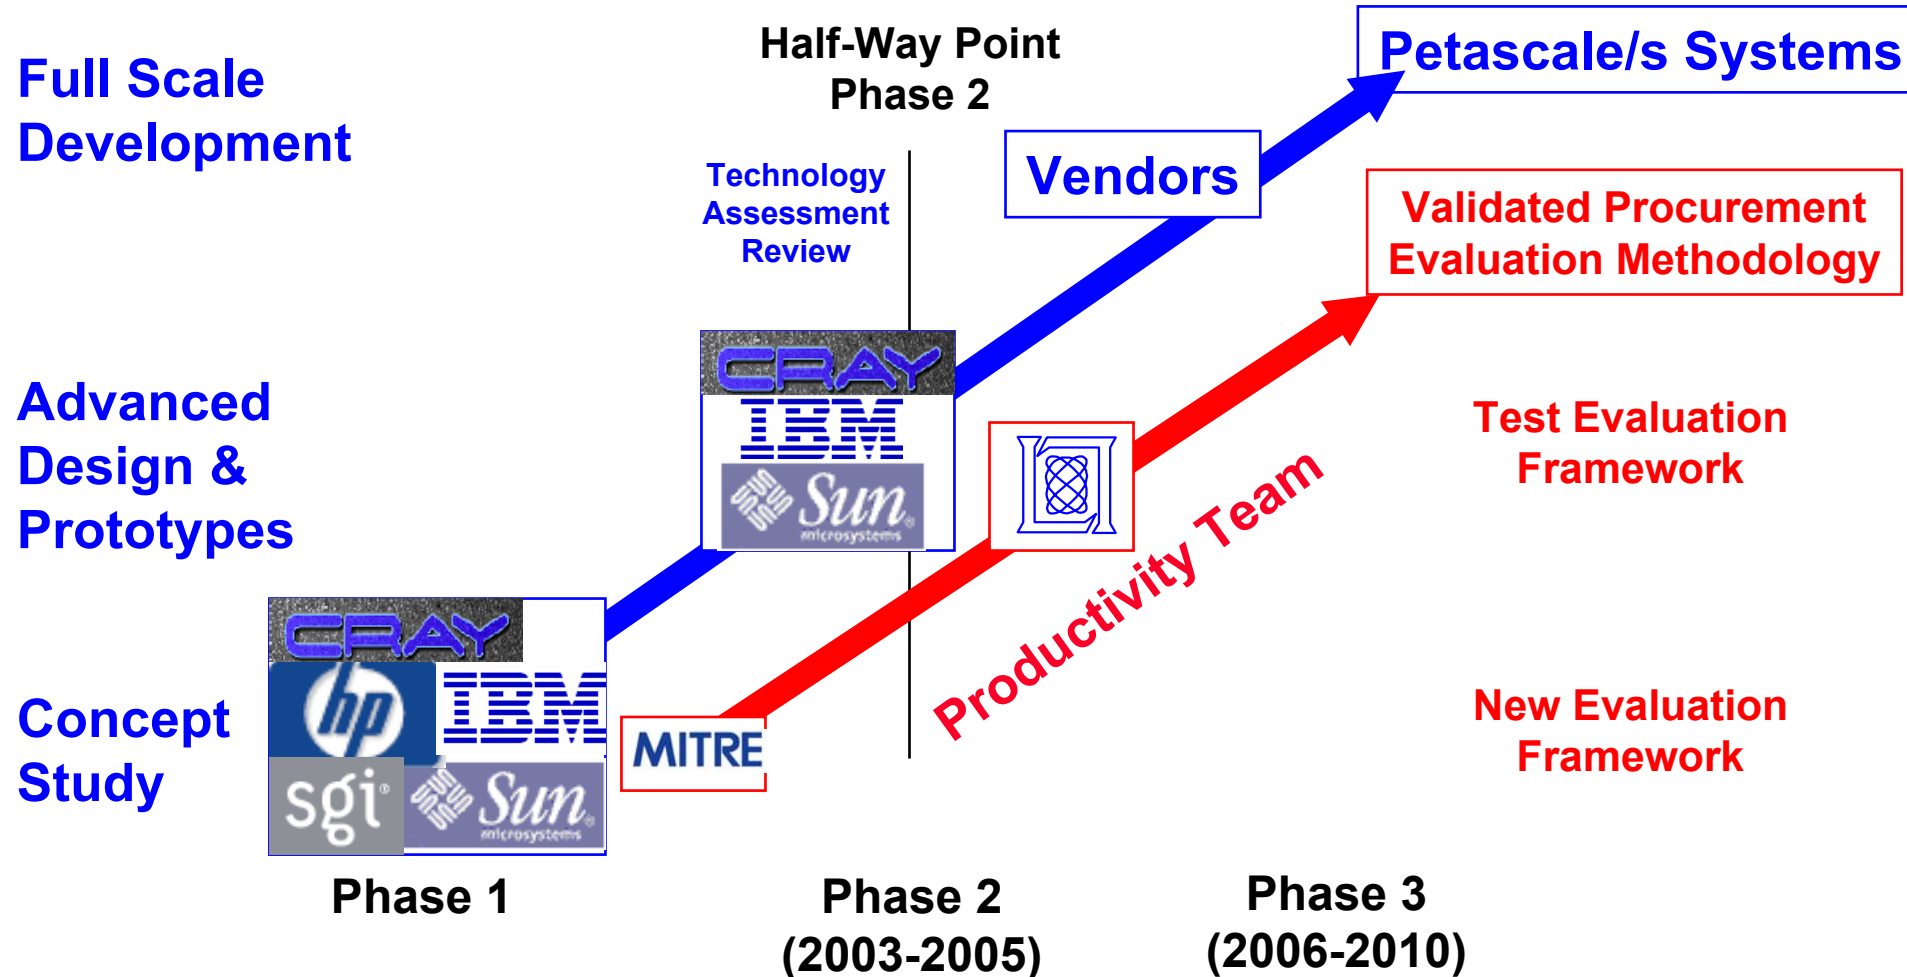 Half-Way Point
Phase 2
Petascale/s Systems
Full Scale
Development
Technology
Assessment
Review
Vendors
Validated Procurement
Evaluation Methodology
CRAY
IBM
Sun
microsystems
Advanced
Design &
Prototypes
Test Evaluation
Framework
Productivity Team
CRAY
hp
IBM
sgi
Sun
microsystems
MITRE
Concept
Study
New Evaluation
Framework
Phase 1
Phase 2
(2003-2005)
Phase 3
(2006-2010)